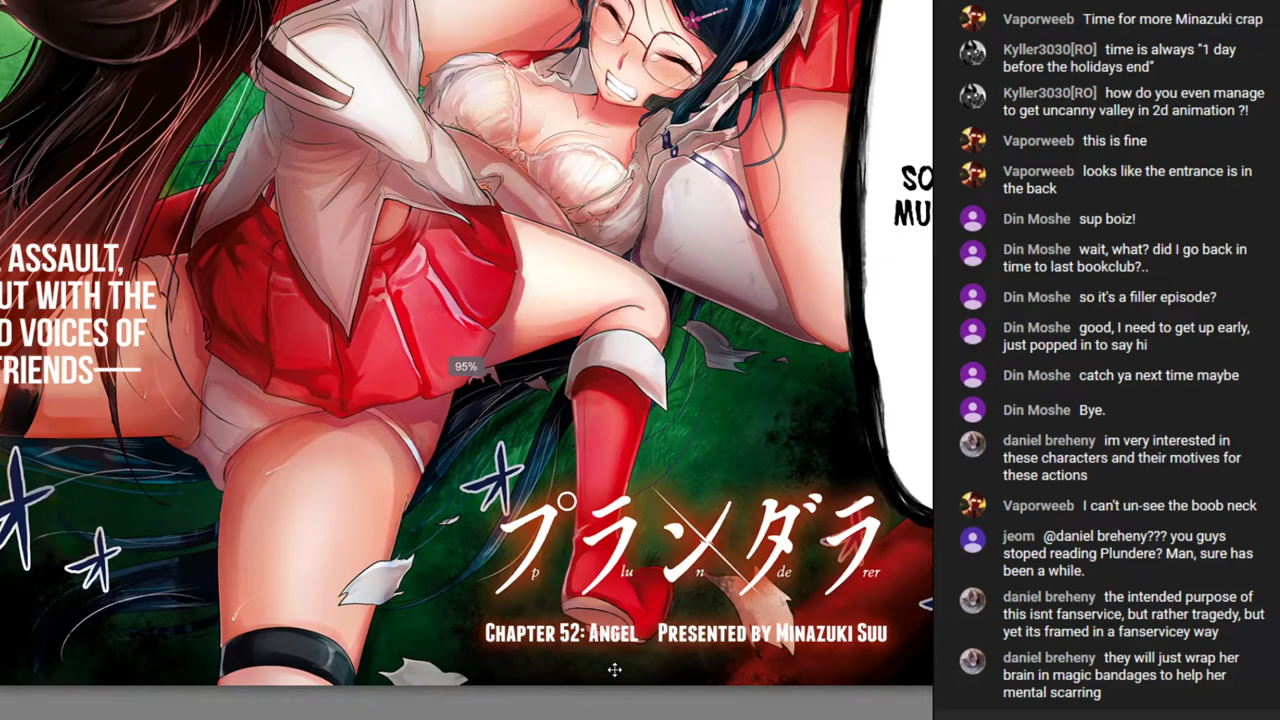 ASSAULT,
UT WITH THE
VOICES OF
RIENDS—
オ
オ
オ
95%
SO
MU
プランダラ
p lu n de rer
CHAPTER 52: ANGEL PRESENTED BY MINAZUKI SUU
Vaporweeb Time for more Minazuki crap
Kyller3030[RO] time is always "1 day
before the holidays end"
Kyller3030[RO] how do you even manage
to get uncanny valley in 2d animation ?!
Vaporweeb this is fine
Vaporweeb looks like the entrance is in
the back
Din Moshe sup boiz!
Din Moshe wait, what? did I go back in
time to last bookclub?..
Din Moshe so it's a filler episode?
Din Moshe good, I need to get up early,
just popped in to say hi
Din Moshe catch ya next time maybe
Din Moshe Bye.
daniel breheny im very interested in
these characters and their motives for
these actions
Vaporweeb I can't un-see the boob neck
jeom @daniel breheny??? you guys
stoped reading Plundere? Man, sure has
been a while.
daniel breheny the intended purpose of
this isnt fanservice, but rather tragedy, but
yet its framed in a fanservicey way
daniel breheny they will just wrap her
brain in magic bandages to help her
mental scarring